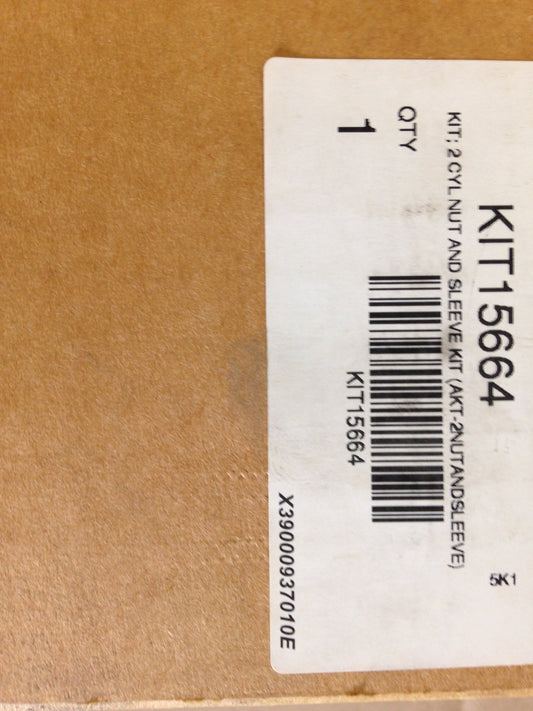 KIT15664
KIT; 2 CYL NUT AND SLEEVE KIT (AKT-2NUTANDSLEEVE)
QTY
1
KIT15664
5K1
X39000937010E